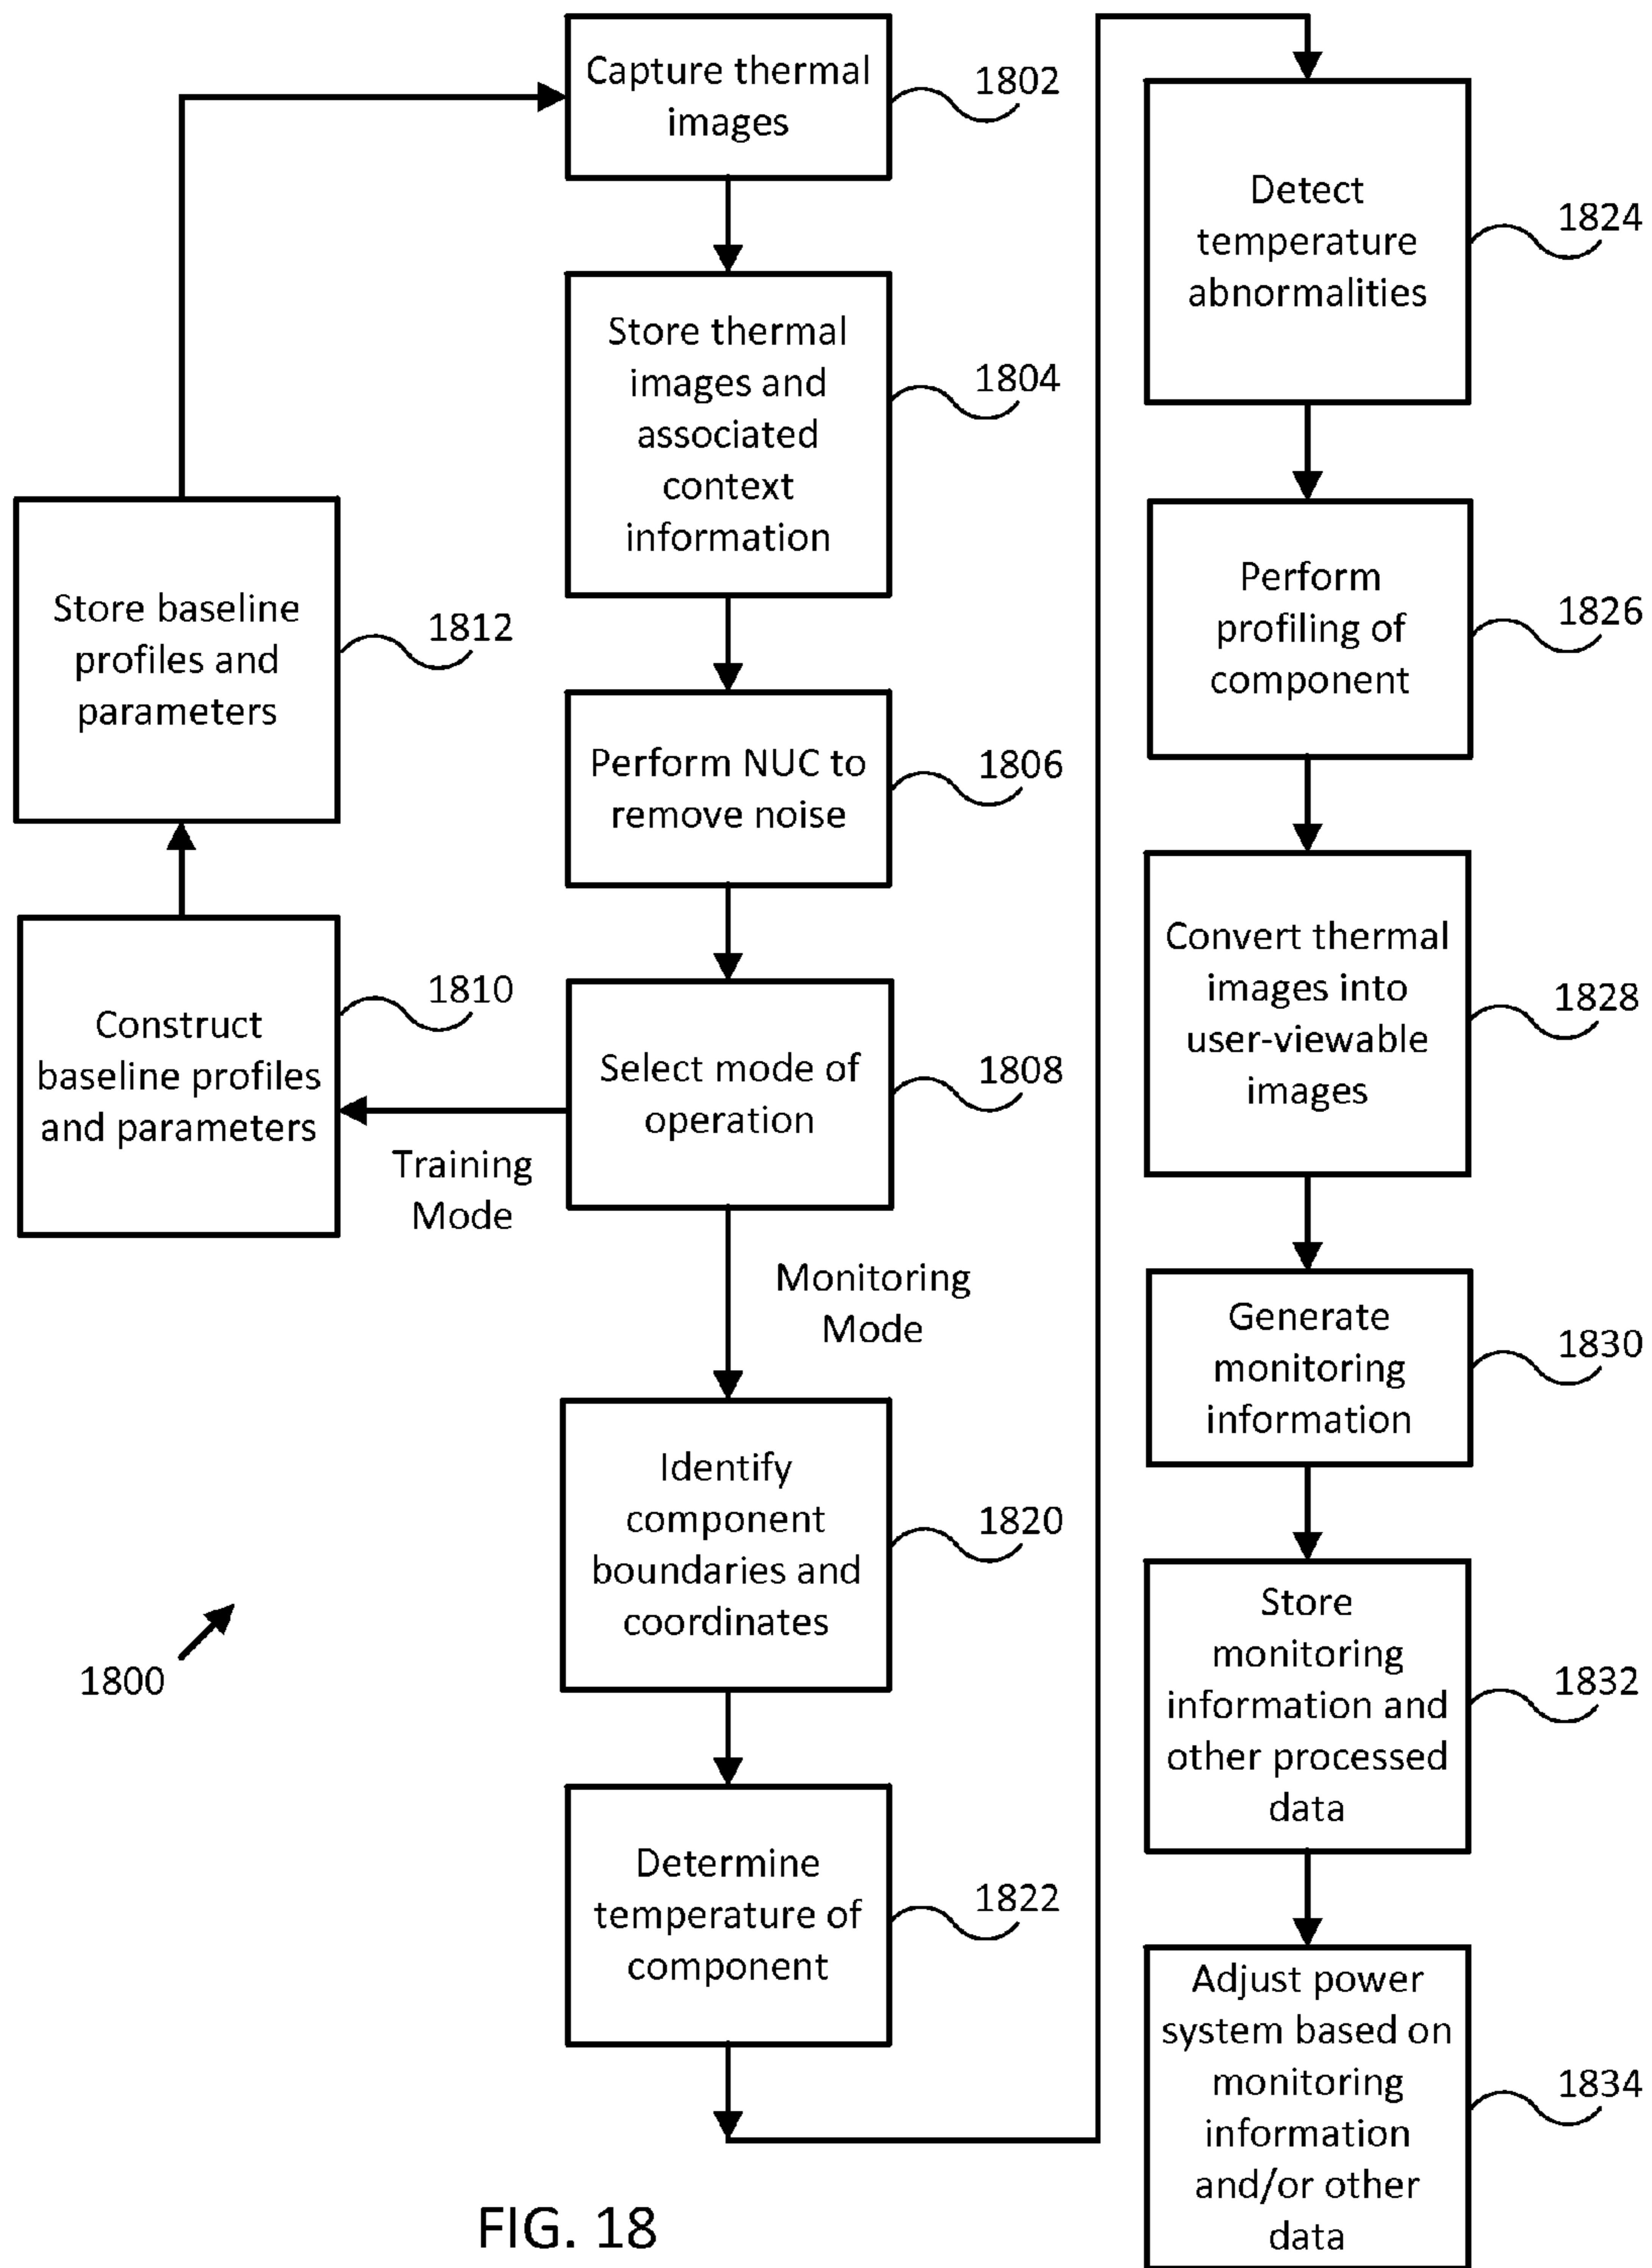 Capture thermal
images
1802
Store thermal
images and
associated
context
information
1804
Perform NUC to
remove noise
1806
Select mode of
operation
1808
Training
Mode
Construct
baseline profiles
and parameters
1810
Store baseline
profiles and
parameters
1812
Monitoring
Mode
Identify
component
boundaries and
coordinates
1820
Determine
temperature of
component
1822
Detect
temperature
abnormalities
1824
Perform
profiling of
component
1826
Convert thermal
images into
user-viewable
images
1828
Generate
monitoring
information
1830
Store
monitoring
information and
other processed
data
1832
Adjust power
system based on
monitoring
information
and/or other
data
1834
1800
FIG. 18